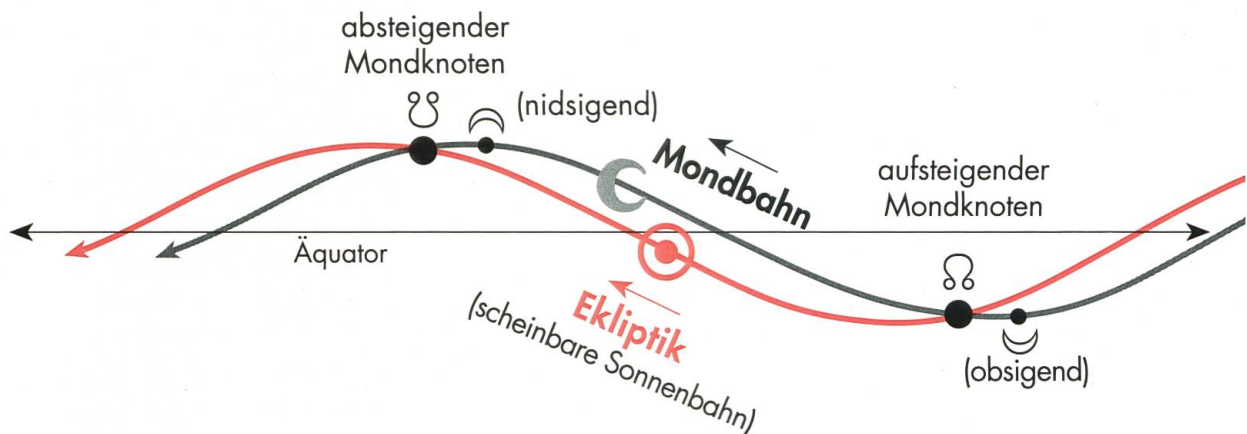 absteigender
Mondknoten
☋
(nidsigend)
Mondbahn
aufsteigender
Mondknoten
Äquator
☊
Ekliptik
(scheinbare Sonnenbahn)
(obsigend)